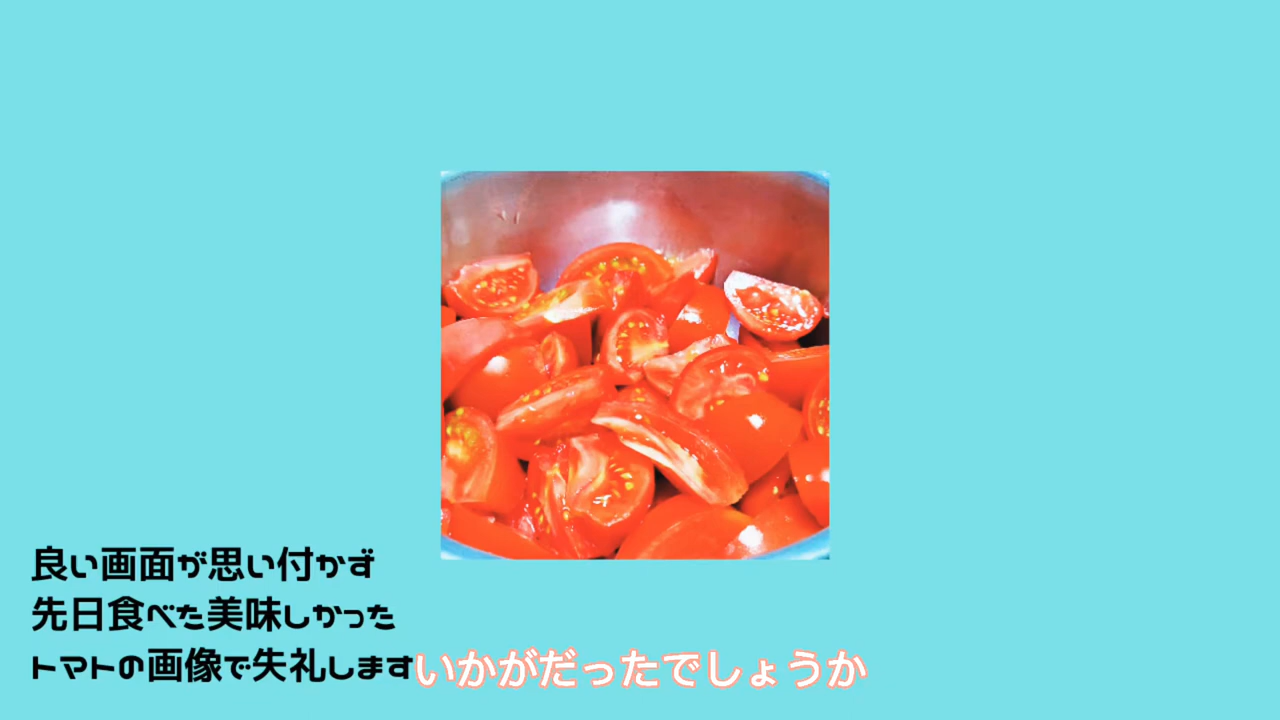 良い画面が思い付かず
先日食べた美味しかった
トマトの画像で失礼します
いかがだったでしょうか